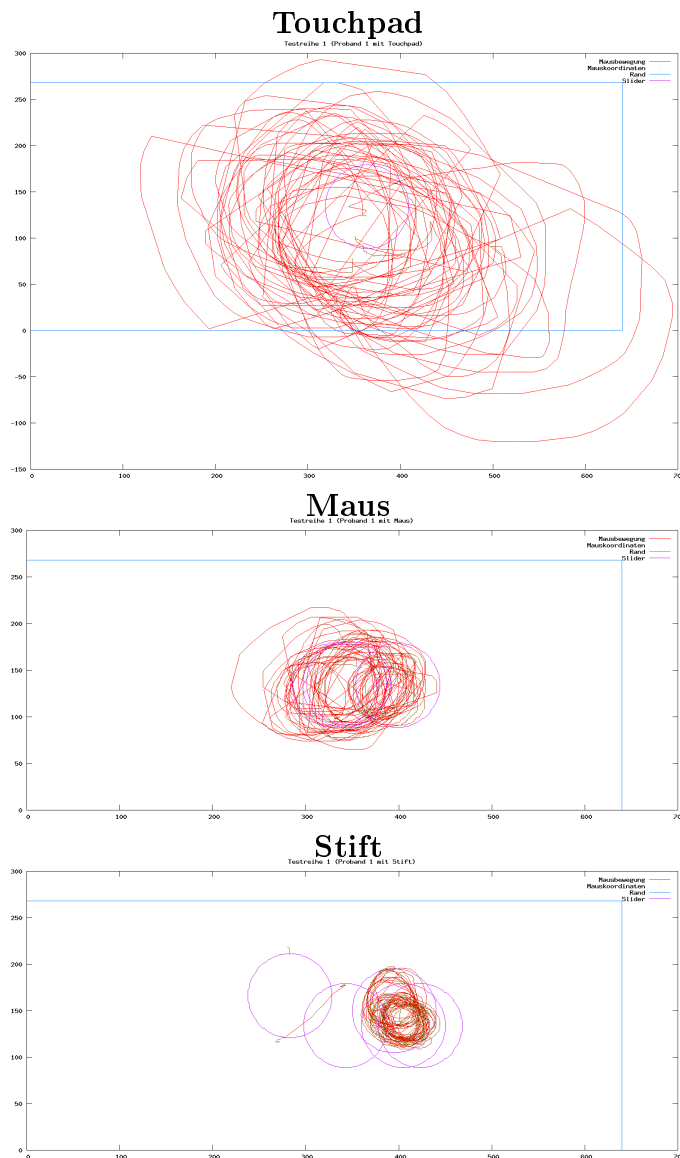 Touchpad
Testreihe 1 (Proband 1 mit Touchpad)
Mausbewegung
Mauskoordinaten
Rand
Slider
300
250
200
150
100
50
0
-50
-100
-150
0 100 200 300 400 500 600 70
Maus
Testreihe 1 (Proband 1 mit Maus)
Mausbewegung
Mauskoordinaten
Rand
Slider
300
250
200
150
100
50
0
0 100 200 300 400 500 600 70
Stift
Testreihe 1 (Proband 1 mit Stift)
Mausbewegung
Mauskoordinaten
Rand
Slider
300
250
200
150
100
50
0
0 100 200 300 400 500 600 70